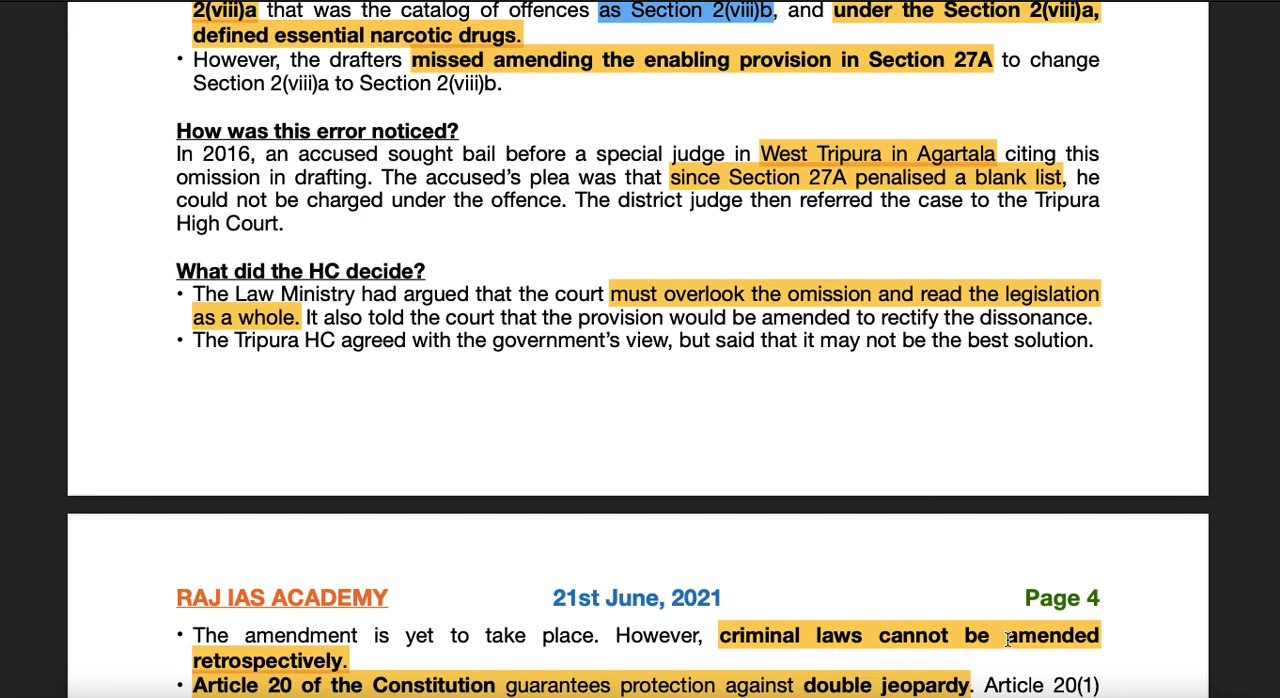 2(viii)a that was the catalog of offences as Section 2(viii)b, and under the Section 2(viii)a,
defined essential narcotic drugs.
• However, the drafters missed amending the enabling provision in Section 27A to change
Section 2(viii)a to Section 2(viii)b.
How was this error noticed?
In 2016, an accused sought bail before a special judge in West Tripura in Agartala citing this
omission in drafting. The accused's plea was that since Section 27A penalised a blank list, he
could not be charged under the offence. The district judge then referred the case to the Tripura
High Court.
What did the HC decide?
• The Law Ministry had argued that the court must overlook the omission and read the legislation
as a whole. It also told the court that the provision would be amended to rectify the dissonance.
• The Tripura HC agreed with the government's view, but said that it may not be the best solution.
RAJ IAS ACADEMY 21st June, 2021 Page 4
• The amendment is yet to take place. However, criminal laws cannot be amended
retrospectively.
• Article 20 of the Constitution guarantees protection against double jeopardy. Article 20(1)